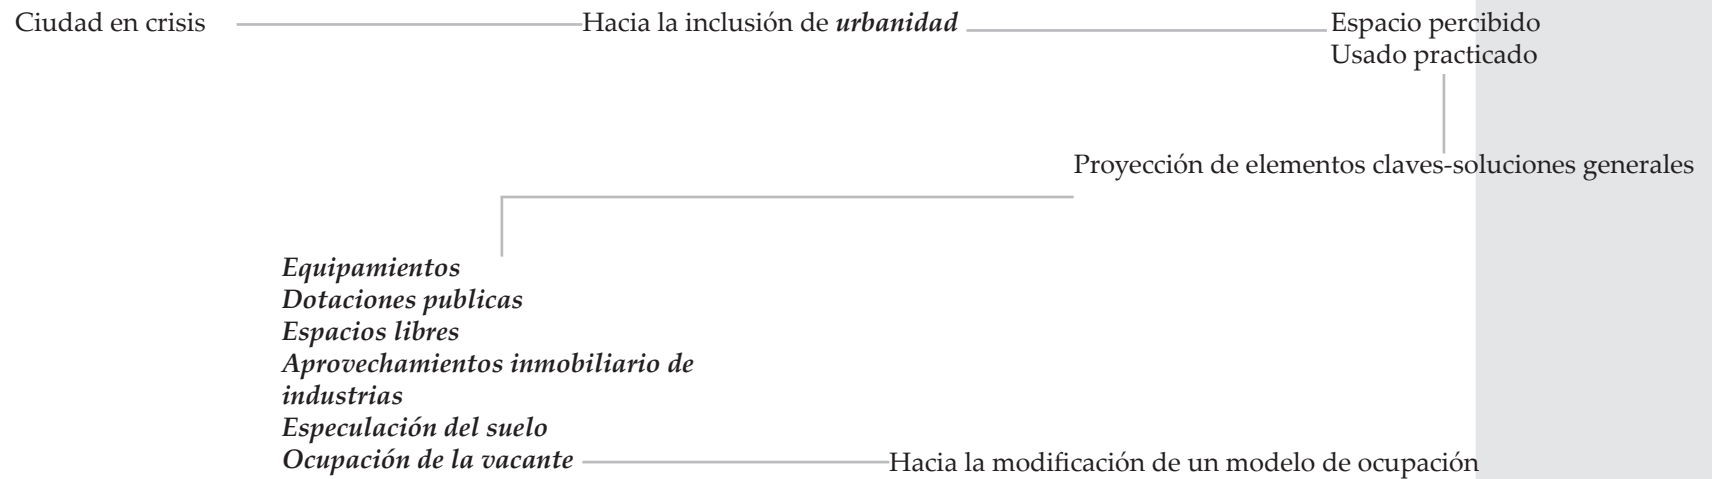 Ciudad en crisis
Hacia la inclusión de urbanidad
Espacio percibido
Usado practicado
Proyección de elementos claves-soluciones generales
Equipamientos
Dotaciones publicas
Espacios libres
Aprovechamientos inmobiliario de
industrias
Especulación del suelo
Ocupación de la vacante
Hacia la modificación de un modelo de ocupación